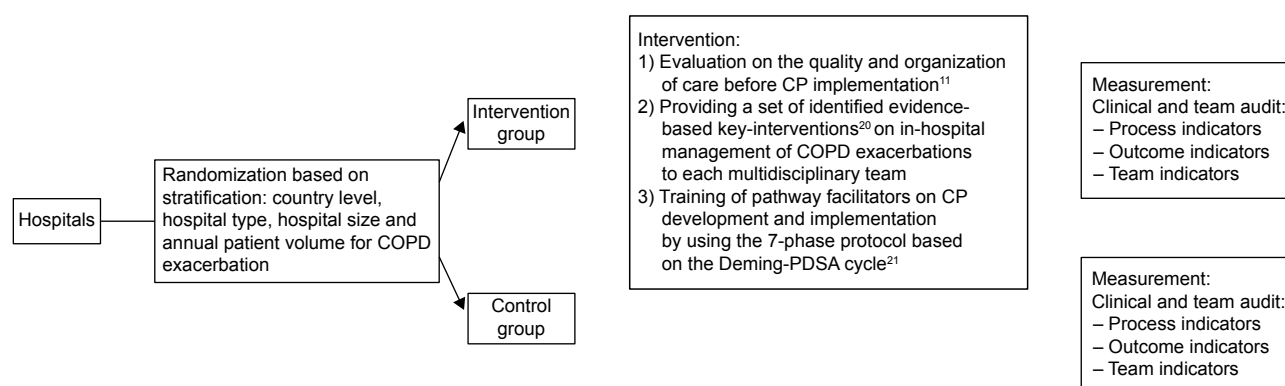 Hospitals
Randomization based on
stratification: country level,
hospital type, hospital size and
annual patient volume for COPD
exacerbation
Intervention
group
Control
group
Intervention:
1) Evaluation on the quality and organization
of care before CP implementation¹¹
2) Providing a set of identified evidence-
based key-interventions²⁰ on in-hospital
management of COPD exacerbations
to each multidisciplinary team
3) Training of pathway facilitators on CP
development and implementation
by using the 7-phase protocol based
on the Deming-PDSA cycle²¹
Measurement:
Clinical and team audit:
– Process indicators
– Outcome indicators
– Team indicators
Measurement:
Clinical and team audit:
– Process indicators
– Outcome indicators
– Team indicators